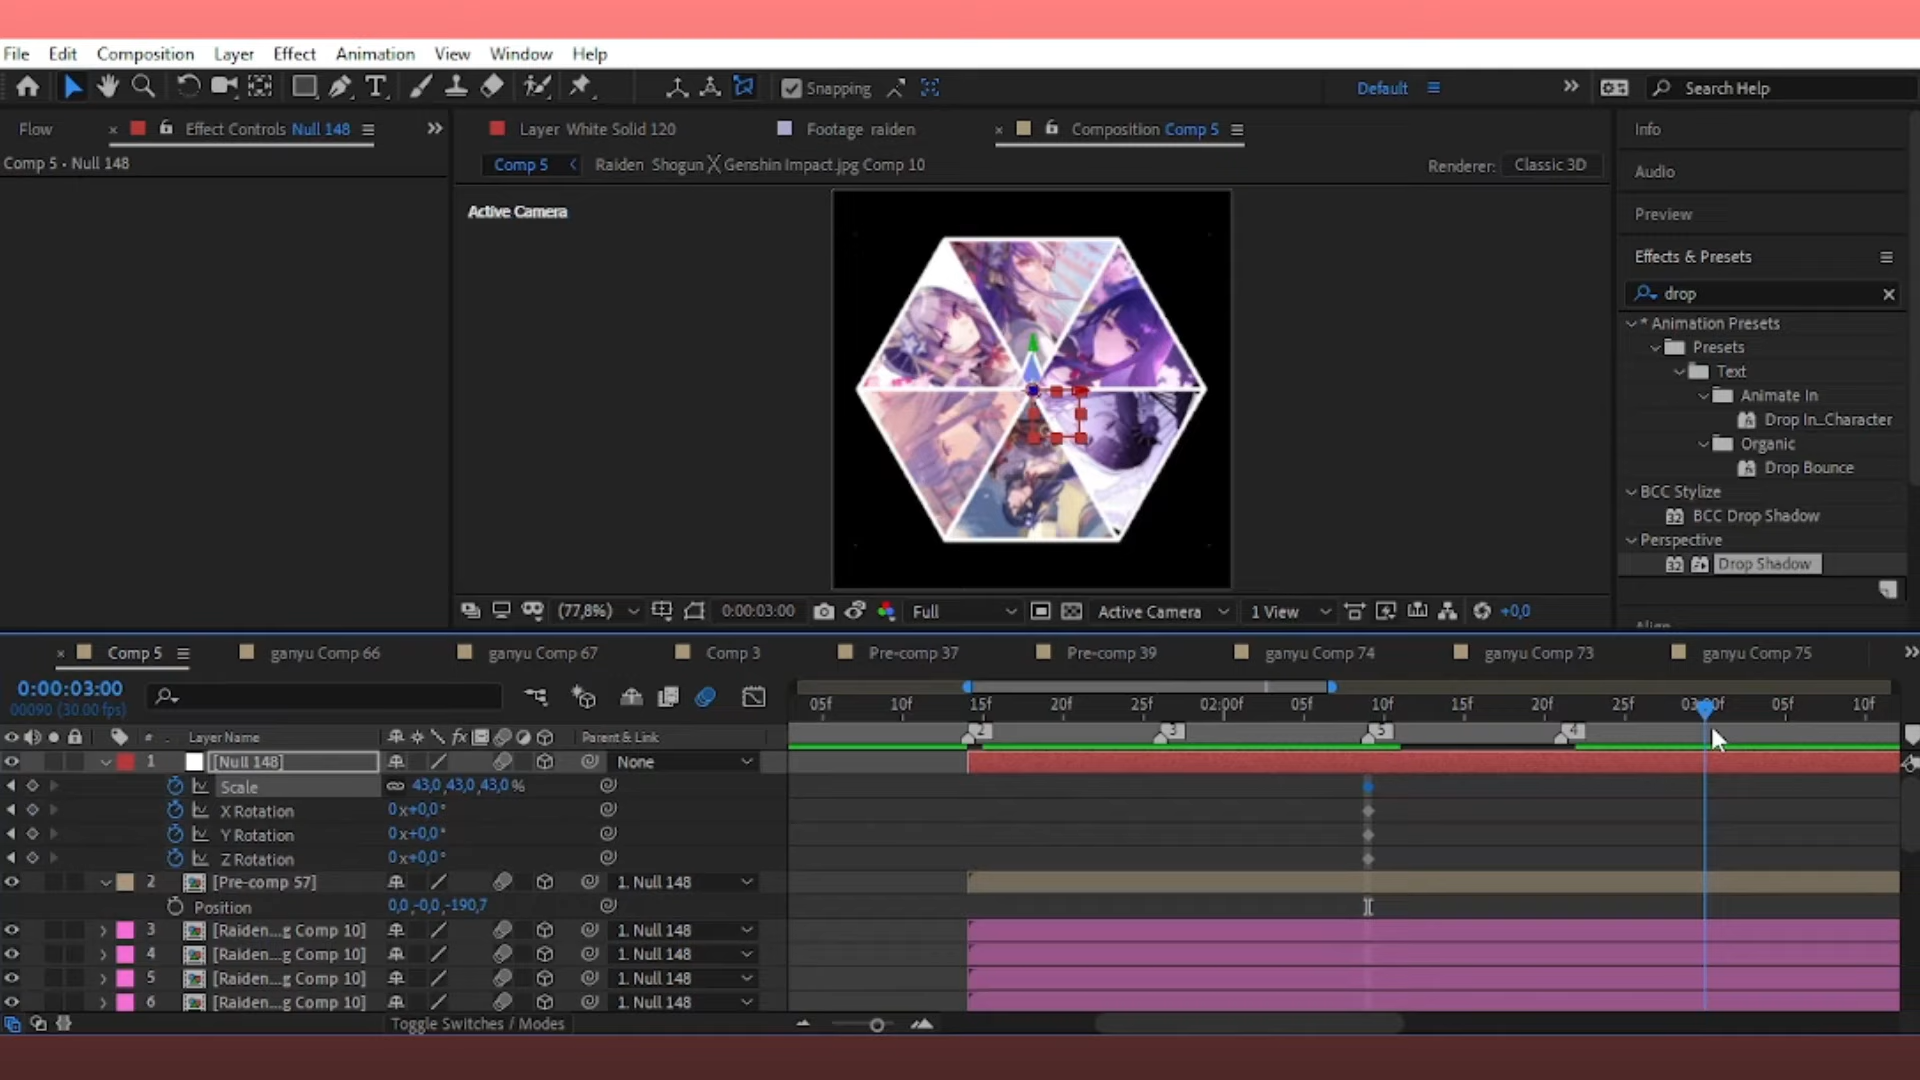 File Edit Composition Layer Effect Animation View Window Help
Snapping Default Search Help
Flow × Effect Controls Null 148 Layer White Solid 120 Footage raiden × Composition Comp 5 Info
Comp 5 • Null 148 Comp 5 Raiden Shogun╳Genshin Impact.jpg Comp 10 Renderer: Classic 3D Audio
Active Camera
Preview
Effects & Presets
drop
* Animation Presets
Presets
Text
Animate In
Drop In_Character
Organic
Drop Bounce
BCC Stylize
BCC Drop Shadow
Perspective
Drop Shadow
(77,8%) 0:00:03:00 Full Active Camera 1 View +0,0
× Comp 5 ganyu Comp 66 ganyu Comp 67 Comp 3 Pre-comp 37 Pre-comp 39 ganyu Comp 74 ganyu Comp 73 ganyu Comp 75
0:00:03:00
00090 (30.00 fps)
05f 10f 15f 20f 25f 02:00f 05f 10f 15f 20f 25f 05f 10f
2 3 5 4
# Layer Name fx Parent & Link
1 [Null 148] None
Scale 43,0,43,0,43,0%
X Rotation 0x+0,0°
Y Rotation 0x+0,0°
Z Rotation 0x+0,0°
2 [Pre-comp 57] 1. Null 148
Position 0,0,-0,0,-190,7
3 [Raiden...g Comp 10] 1. Null 148
4 [Raiden...g Comp 10] 1. Null 148
5 [Raiden...g Comp 10] 1. Null 148
6 [Raiden...g Comp 10] 1. Null 148
Toggle Switches / Modes